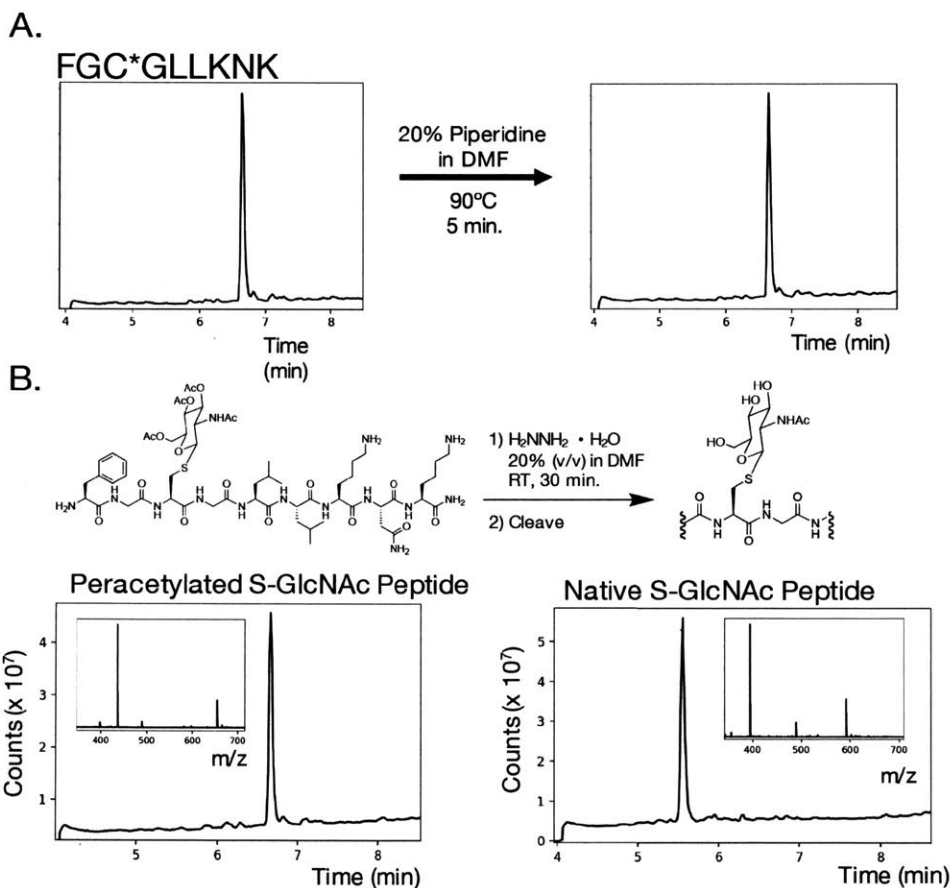 A.
FGC*GLLKNK
20% Piperidine
in DMF
90°C
5 min.
4 5 6 7 8
Time
(min)
4 5 6 7 8
Time (min)
B.
AcO
AcO
AcO
NHAc
O
S
H₂N
O
H
N
O
N
H
O
H
N
O
N
H
O
H
N
O
N
H
O
H
N
O
NH₂
NH₂
NH₂
O
NH₂
1) H₂NNH₂ · H₂O
20% (v/v) in DMF
RT, 30 min.
2) Cleave
HO
HO
HO
NHAc
O
S
O
N
H
O
H
N
O
N
H
Peracetylated S-GlcNAc Peptide
Counts (x 10⁷)
4
3
2
1
400 500 600 700
m/z
5 6 7 8
Time (min)
Native S-GlcNAc Peptide
Counts (x 10⁷)
5
4
3
2
1
0
400 500 600 700
m/z
4 5 6 7 8
Time (min)